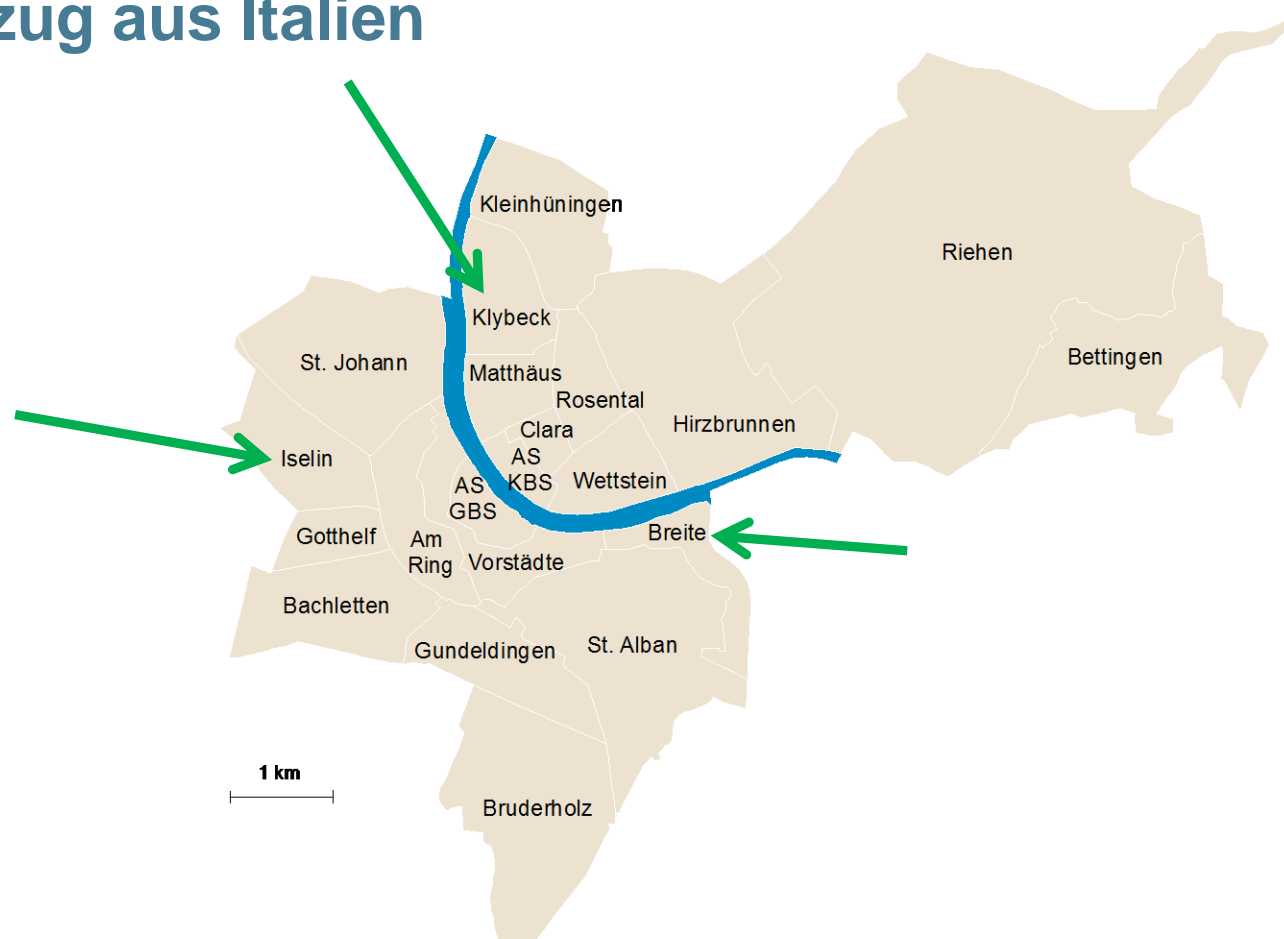 zug aus Italien
Kleinhüningen
Riehen
Klybeck
Bettingen
St. Johann
Matthäus
Rosental
Hirzbrunnen
Clara
AS
KBS
Iselin
Wettstein
AS
GBS
Breite
Gotthelf
Am
Ring
Vorstädte
Bachletten
Gundeldingen
St. Alban
1 km
Bruderholz